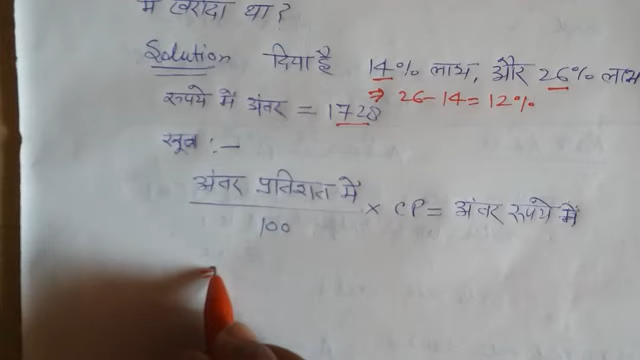 में खरीदा था?
Solution दिया है 14% लाभ, और 26% लाभ
रुपये में अंतर = 1728 ⇒ 26-14=12%
सूत्र :-
अंतर प्रतिशत में
100
× CP = अंतर रुपये में